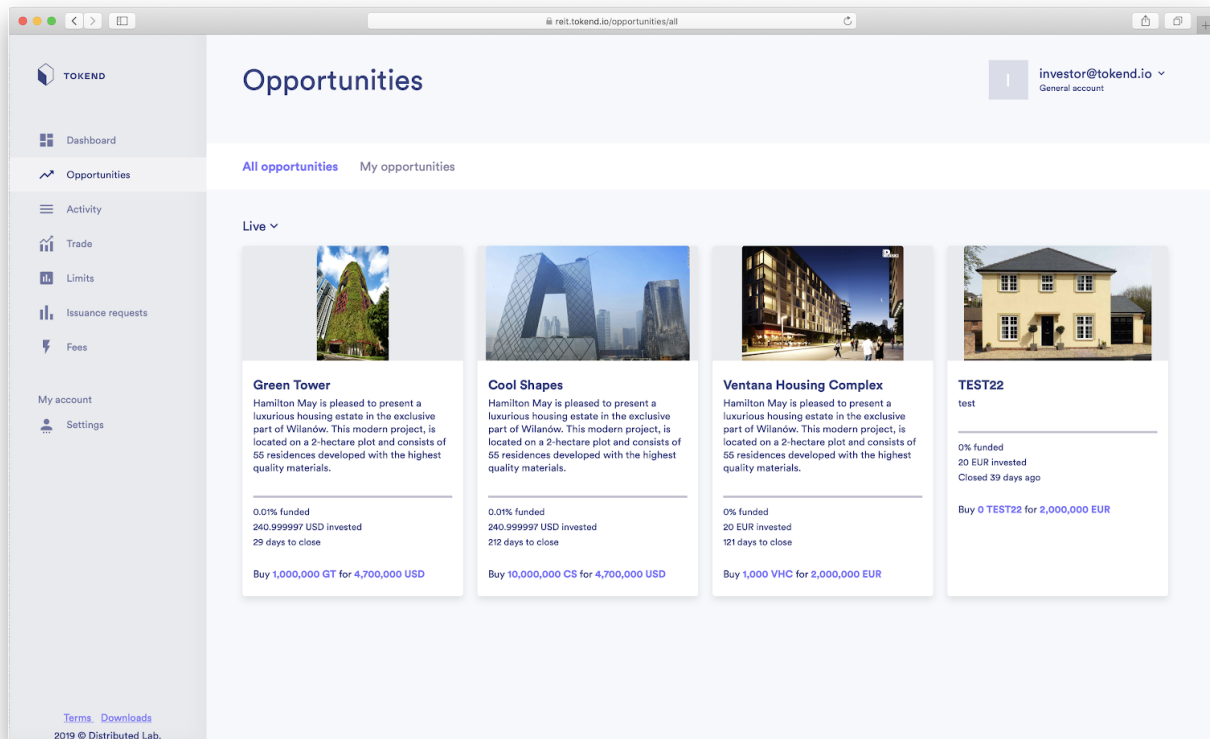 reit.tokend.io/opportunities/all
TOKEND
Opportunities
I
investor@tokend.io
General account
Dashboard
Opportunities
Activity
Trade
Limits
Issuance requests
Fees
My account
Settings
All opportunities
My opportunities
Live
Green Tower
Hamilton May is pleased to present a
luxurious housing estate in the exclusive
part of Wilanów. This modern project, is
located on a 2-hectare plot and consists of
55 residences developed with the highest
quality materials.
0.01% funded
240.999997 USD invested
29 days to close
Buy 1,000,000 GT for 4,700,000 USD
Cool Shapes
Hamilton May is pleased to present a
luxurious housing estate in the exclusive
part of Wilanów. This modern project, is
located on a 2-hectare plot and consists of
55 residences developed with the highest
quality materials.
0.01% funded
240.999997 USD invested
212 days to close
Buy 10,000,000 CS for 4,700,000 USD
Ventana Housing Complex
Hamilton May is pleased to present a
luxurious housing estate in the exclusive
part of Wilanów. This modern project, is
located on a 2-hectare plot and consists of
55 residences developed with the highest
quality materials.
0% funded
20 EUR invested
121 days to close
Buy 1,000 VHC for 2,000,000 EUR
TEST22
test
0% funded
20 EUR invested
Closed 39 days ago
Buy 0 TEST22 for 2,000,000 EUR
Terms Downloads
2019 © Distributed Lab.